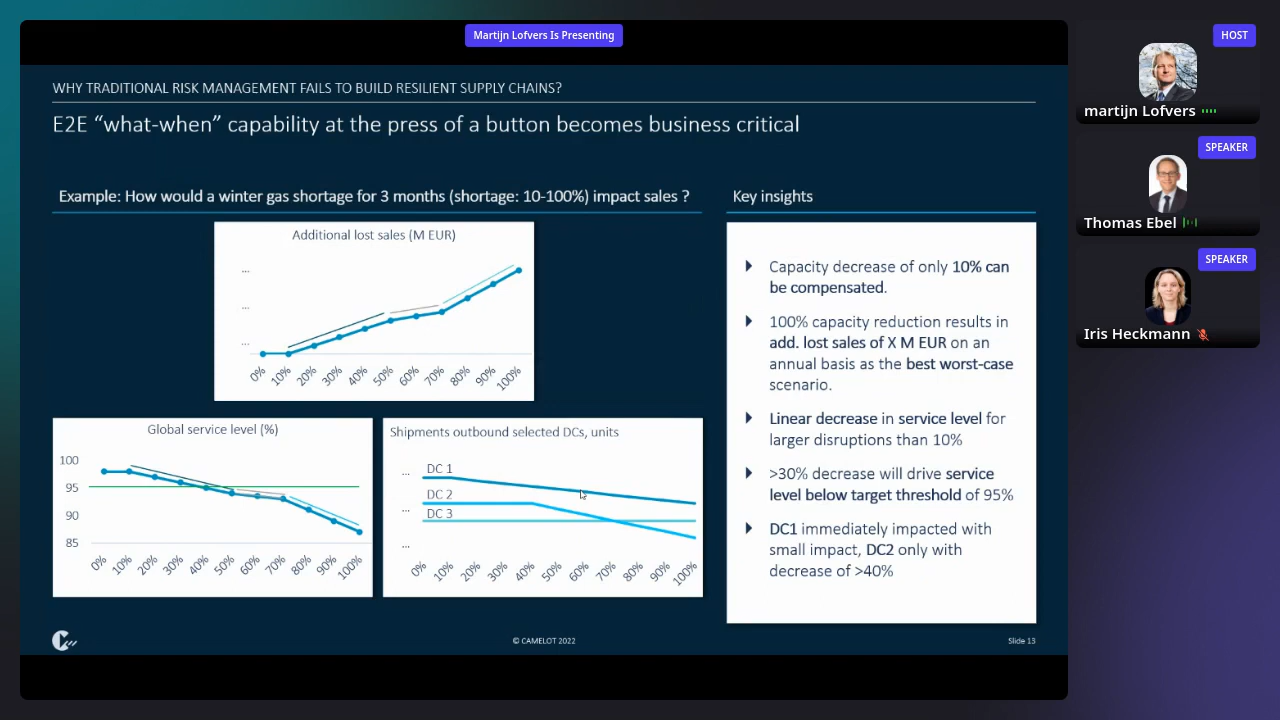 Martijn Lofvers Is Presenting
WHY TRADITIONAL RISK MANAGEMENT FAILS TO BUILD RESILIENT SUPPLY CHAINS?
E2E “what-when” capability at the press of a button becomes business critical
Example: How would a winter gas shortage for 3 months (shortage: 10-100%) impact sales ?
Additional lost sales (M EUR)
...
...
...
0% 10% 20% 30% 40% 50% 60% 70% 80% 90% 100%
Global service level (%)
100
95
90
85
0% 10% 20% 30% 40% 50% 60% 70% 80% 90% 100%
Shipments outbound selected DCs, units
...
DC 1
DC 2
...
DC 3
...
0% 10% 20% 30% 40% 50% 60% 70% 80% 90% 100%
Key insights
Capacity decrease of only 10% can
be compensated.
100% capacity reduction results in
add. lost sales of X M EUR on an
annual basis as the best worst-case
scenario.
Linear decrease in service level for
larger disruptions than 10%
>30% decrease will drive service
level below target threshold of 95%
DC1 immediately impacted with
small impact, DC2 only with
decrease of >40%
© CAMELOT 2022
Slide 13
HOST
martijn Lofvers
SPEAKER
Thomas Ebel
SPEAKER
Iris Heckmann